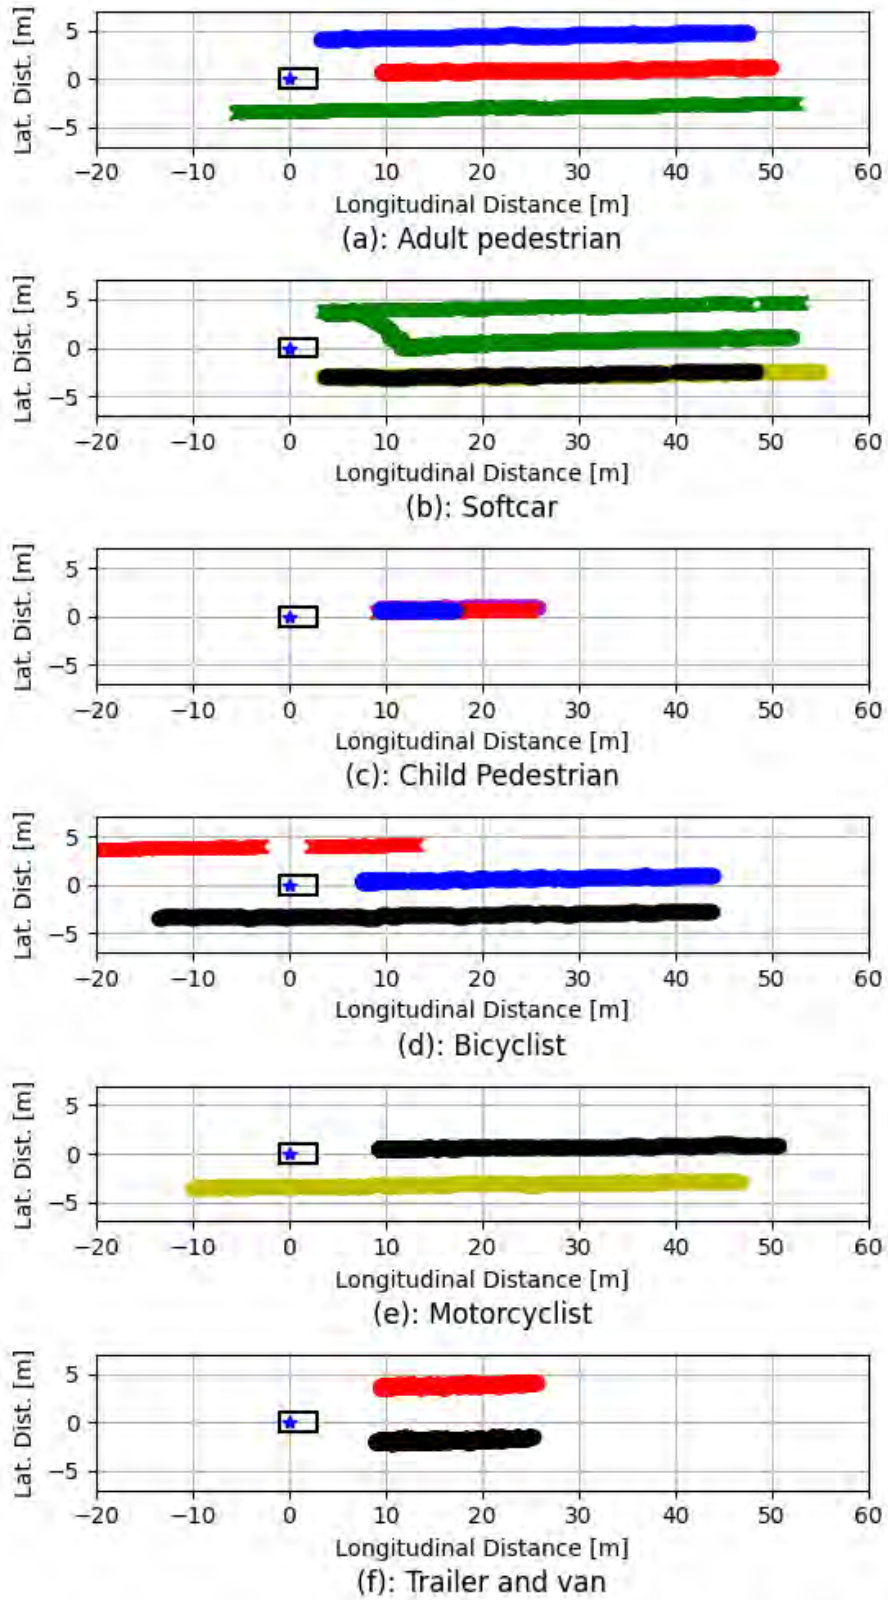 Lat. Dist. [m]
5
0
−5
−20 −10 0 10 20 30 40 50 60
Longitudinal Distance [m]
(a): Adult pedestrian
Lat. Dist. [m]
5
0
−5
−20 −10 0 10 20 30 40 50 60
Longitudinal Distance [m]
(b): Softcar
Lat. Dist. [m]
5
0
−5
−20 −10 0 10 20 30 40 50 60
Longitudinal Distance [m]
(c): Child Pedestrian
Lat. Dist. [m]
5
0
−5
−20 −10 0 10 20 30 40 50 60
Longitudinal Distance [m]
(d): Bicyclist
Lat. Dist. [m]
5
0
−5
−20 −10 0 10 20 30 40 50 60
Longitudinal Distance [m]
(e): Motorcyclist
Lat. Dist. [m]
5
0
−5
−20 −10 0 10 20 30 40 50 60
Longitudinal Distance [m]
(f): Trailer and van